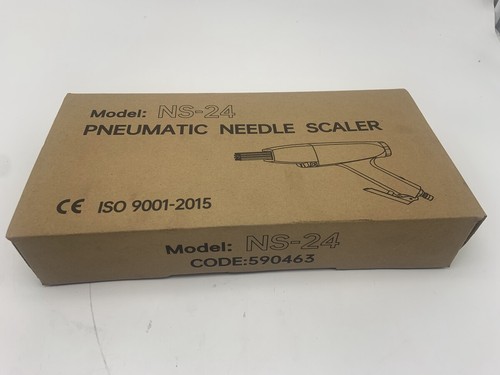 Model: NS-24
PNEUMATIC NEEDLE SCALER
CE ISO 9001-2015
Model: NS-24
CODE:590463